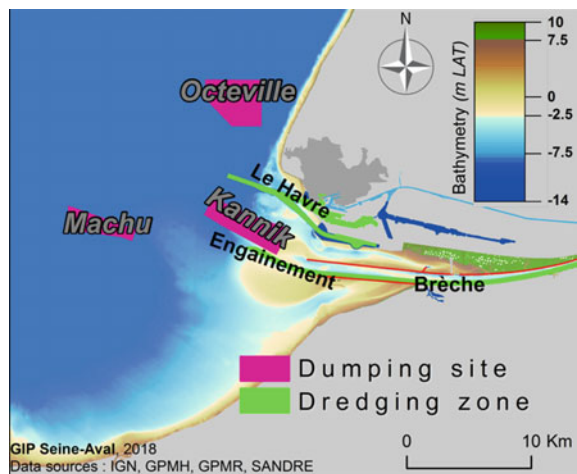 N
Octeville
Le Havre
Machu
Kannik
Engainement
Brèche
Bathymetry (m LAT)
10
7.5
0
-2.5
-7.5
-14
Dumping site
Dredging zone
GIP Seine-Aval, 2018
Data sources : IGN, GPMH, GPMR, SANDRE
0 10 Km